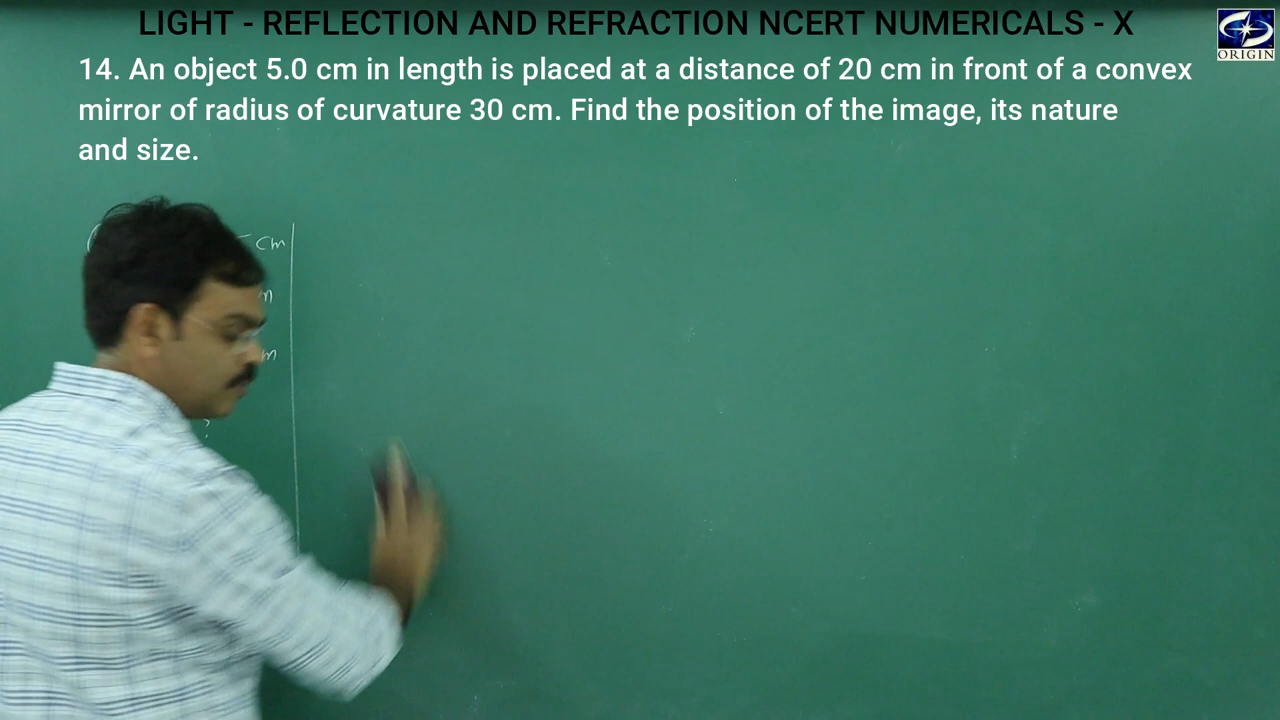 LIGHT - REFLECTION AND REFRACTION NCERT NUMERICALS - X
ORIGIN
14. An object 5.0 cm in length is placed at a distance of 20 cm in front of a convex
mirror of radius of curvature 30 cm. Find the position of the image, its nature
and size.
cm
m
m
?